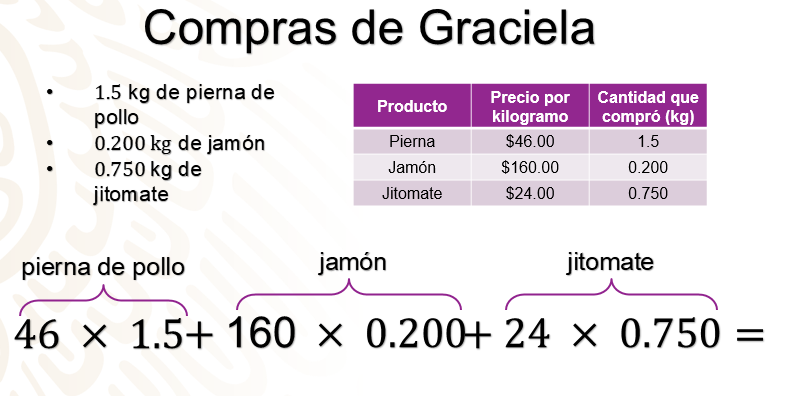 Compras de Graciela
• 1.5 kg de pierna de
pollo
• 0.200 kg de jamón
• 0.750 kg de
jitomate
Producto Precio por kilogramo Cantidad que compró (kg)
Pierna $46.00 1.5
Jamón $160.00 0.200
Jitomate $24.00 0.750
pierna de pollo jamón jitomate
46 × 1.5+ 160 × 0.200+ 24 × 0.750 =